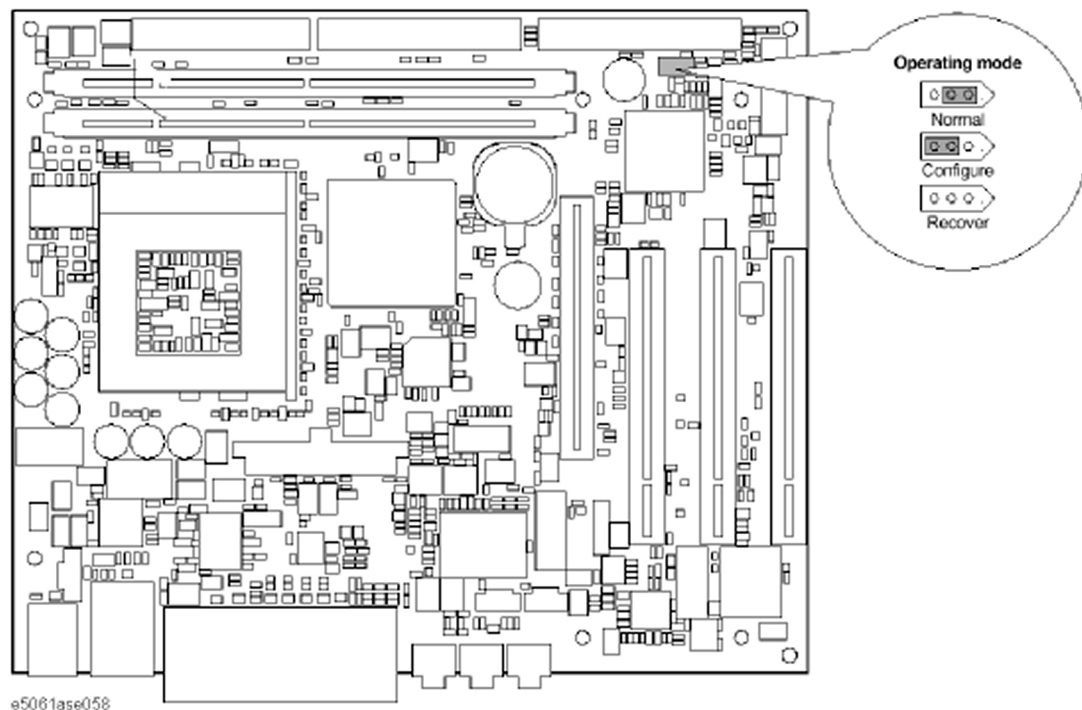 Operating mode
Normal
Configure
Recover
e5061ase058